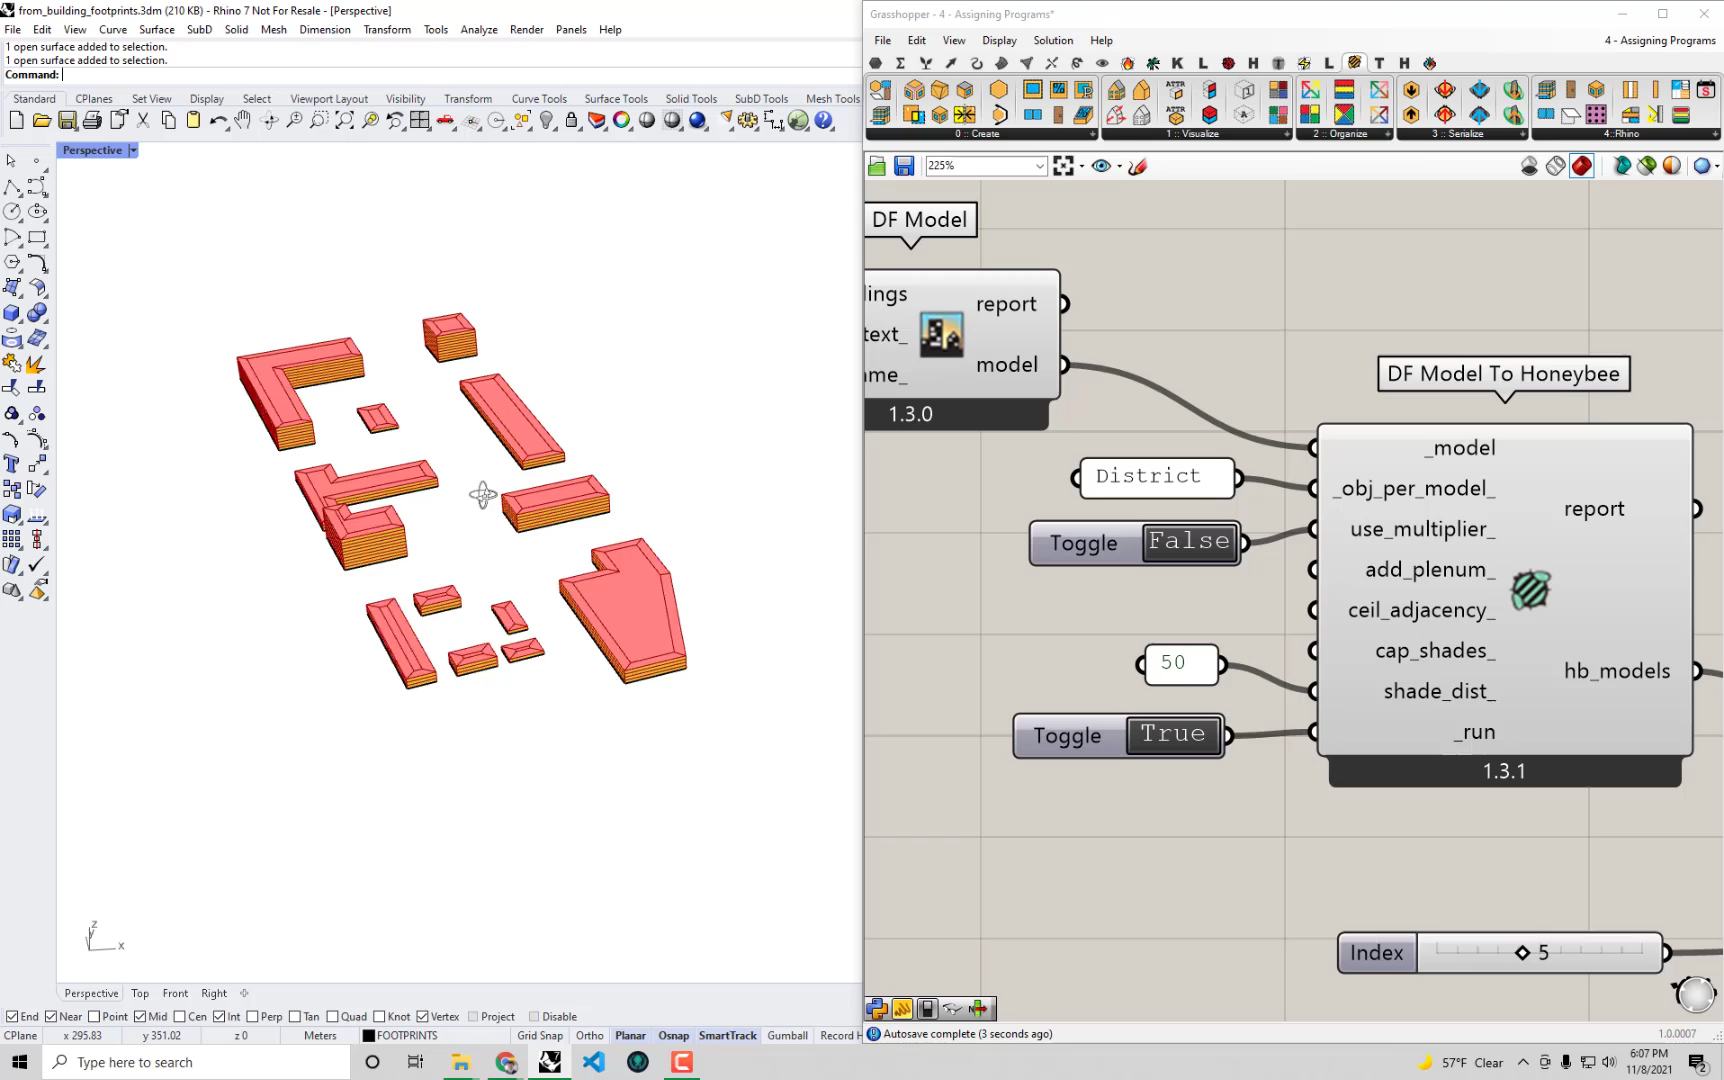 from_building_footprints.3dm (210 KB) - Rhino 7 Not For Resale - [Perspective]
File Edit View Curve Surface SubD Solid Mesh Dimension Transform Tools Analyze Render Panels Help
1 open surface added to selection.
1 open surface added to selection.
Command:
Standard CPlanes Set View Display Select Viewport Layout Visibility Transform Curve Tools Surface Tools Solid Tools SubD Tools Mesh Tools
Perspective
z
y
x
Perspective Top Front Right
End Near Point Mid Cen Int Perp Tan Quad Knot Vertex Project Disable
CPlane x 295.83 y 351.02 z 0 Meters FOOTPRINTS Grid Snap Ortho Planar Osnap SmartTrack Gumball Record H
Grasshopper - 4 - Assigning Programs*
File Edit View Display Solution Help
4 - Assigning Programs
K L H L T H
ATTR
ATTR
0 :: Create 1 :: Visualize 2 :: Organize 3 :: Serialize 4::Rhino
225%
DF Model
lings
text_
me_
report
model
1.3.0
DF Model To Honeybee
District
Toggle False
50
Toggle True
_model
_obj_per_model_
use_multiplier_
add_plenum_
ceil_adjacency_
cap_shades_
shade_dist_
_run
report
hb_models
1.3.1
Index 5
Autosave complete (3 seconds ago)
1.0.0007
Type here to search
57°F Clear
6:07 PM
11/8/2021
2